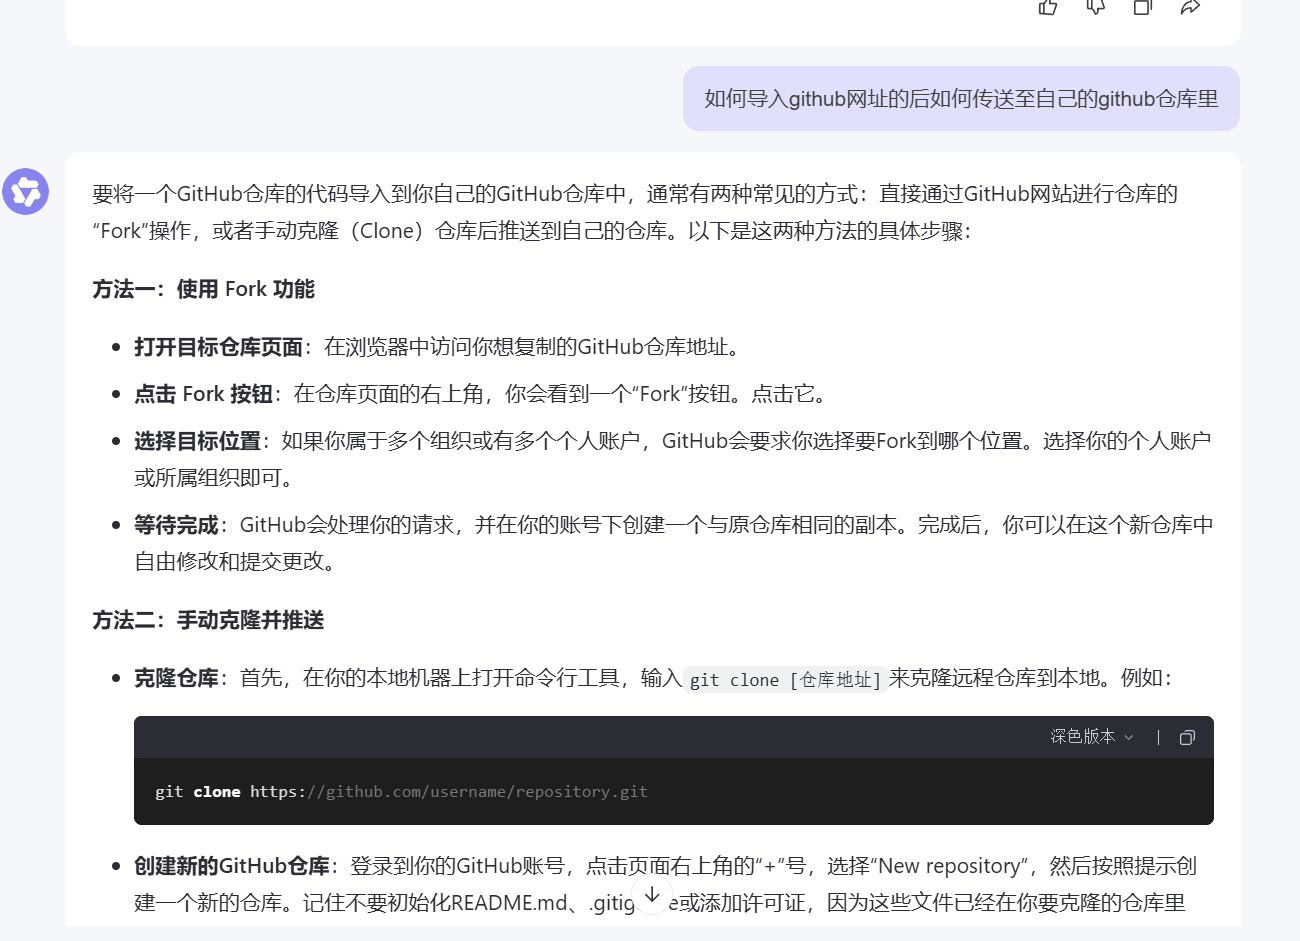 如何导入github网址的后如何传送至自己的github仓库里
要将一个GitHub仓库的代码导入到你自己的GitHub仓库中，通常有两种常见的方式：直接通过GitHub网站进行仓库的
“Fork”操作，或者手动克隆（Clone）仓库后推送到自己的仓库。以下是这两种方法的具体步骤：
方法一：使用 Fork 功能
• 打开目标仓库页面：在浏览器中访问你想复制的GitHub仓库地址。
• 点击 Fork 按钮：在仓库页面的右上角，你会看到一个“Fork”按钮。点击它。
• 选择目标位置：如果你属于多个组织或有多个个人账户，GitHub会要求你选择要Fork到哪个位置。选择你的个人账户
或所属组织即可。
• 等待完成：GitHub会处理你的请求，并在你的账号下创建一个与原仓库相同的副本。完成后，你可以在这个新仓库中
自由修改和提交更改。
方法二：手动克隆并推送
• 克隆仓库：首先，在你的本地机器上打开命令行工具，输入 git clone [仓库地址] 来克隆远程仓库到本地。例如：
深色版本
git clone https://github.com/username/repository.git
• 创建新的GitHub仓库：登录到你的GitHub账号，点击页面右上角的“+”号，选择“New repository”，然后按照提示创
建一个新的仓库。记住不要初始化README.md、或添加许可证，因为这些文件已经在你要克隆的仓库里